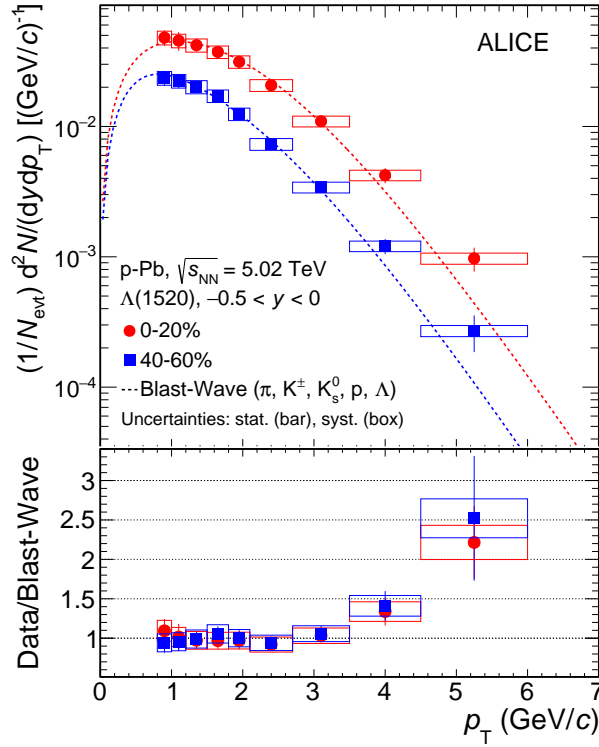 ALICE
(1/N_evt) d²N/(dydp_T) [(GeV/c)⁻¹]
10⁻²
10⁻³
10⁻⁴
p-Pb, √s_NN = 5.02 TeV
Λ(1520), −0.5 < y < 0
0-20%
40-60%
Blast-Wave (π, K^±, K_s^0, p, Λ)
Uncertainties: stat. (bar), syst. (box)
Data/Blast-Wave
3
2.5
2
1.5
1
0 1 2 3 4 5 6 7
p_T (GeV/c)